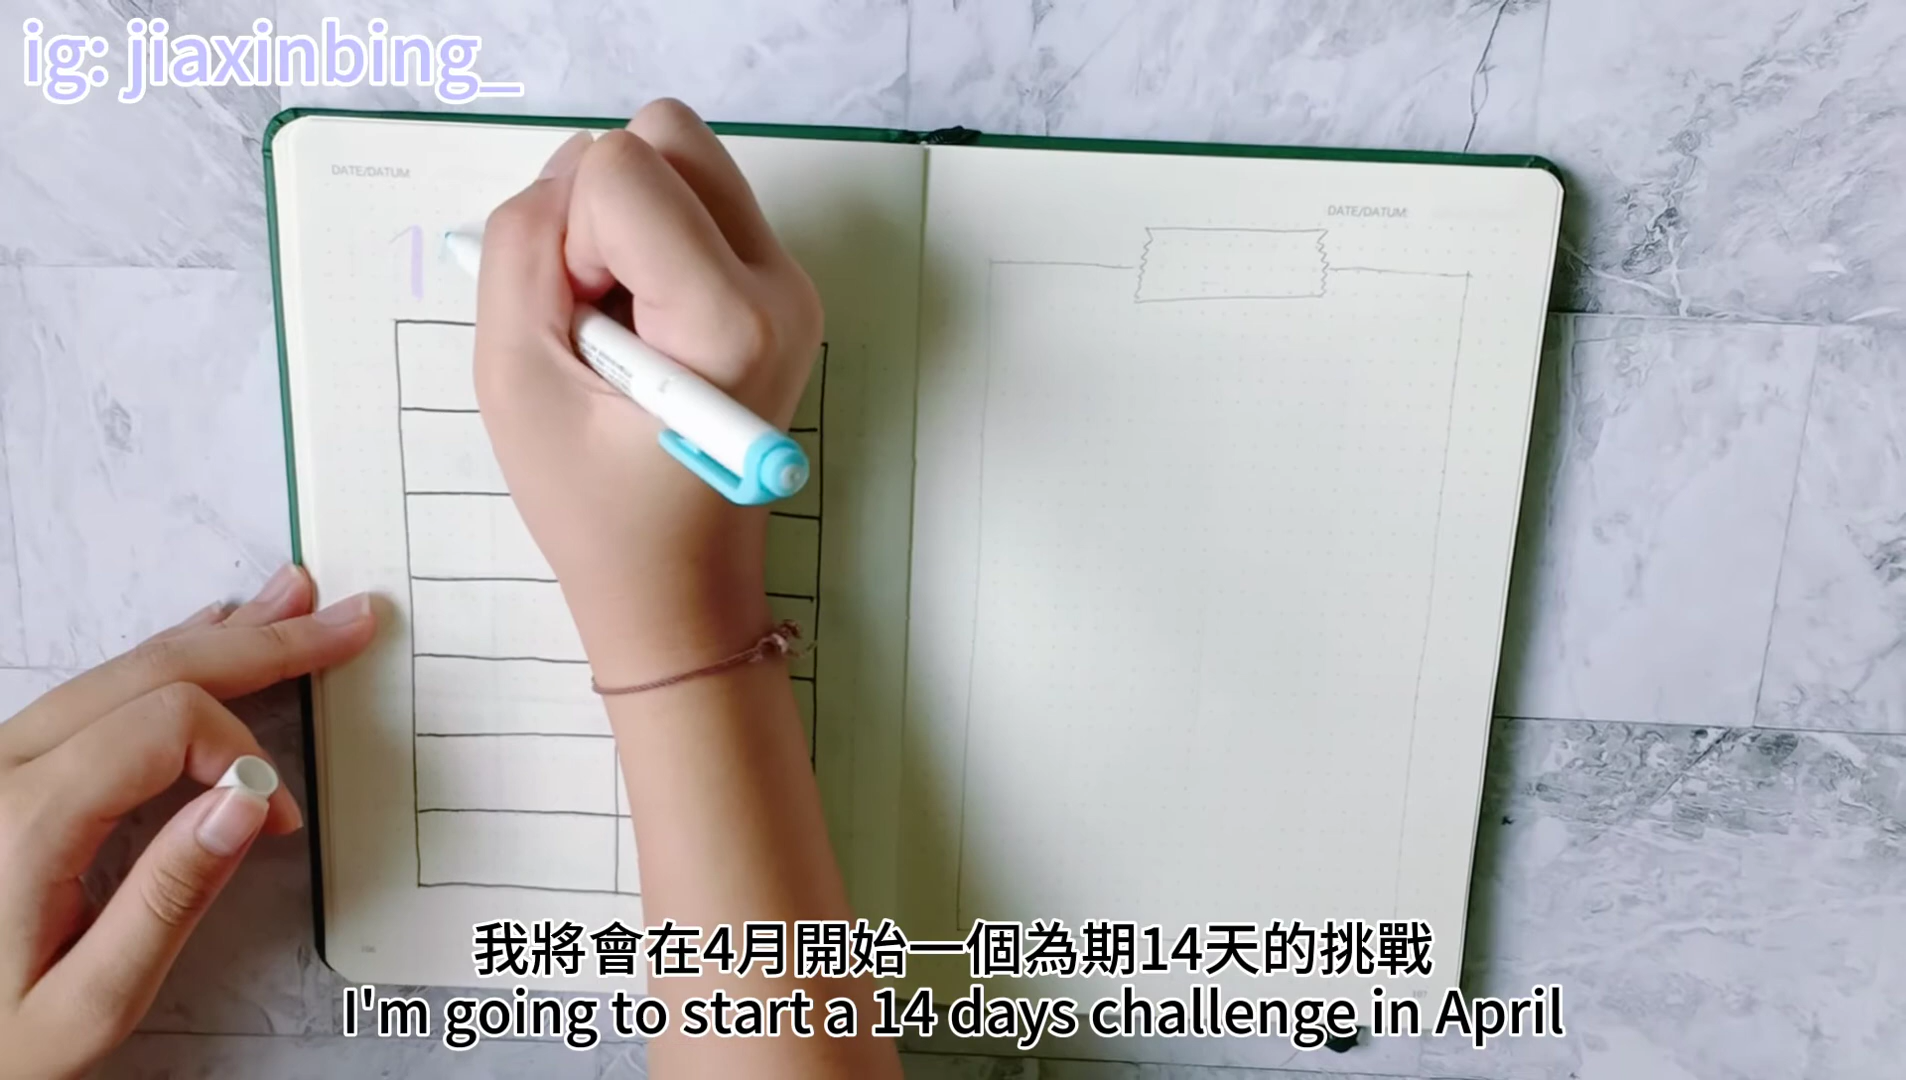 ig: jiaxinbing_
DATE/DATUM:
DATE/DATUM:
1
我將會在4月開始一個為期14天的挑戰
I'm going to start a 14 days challenge in April